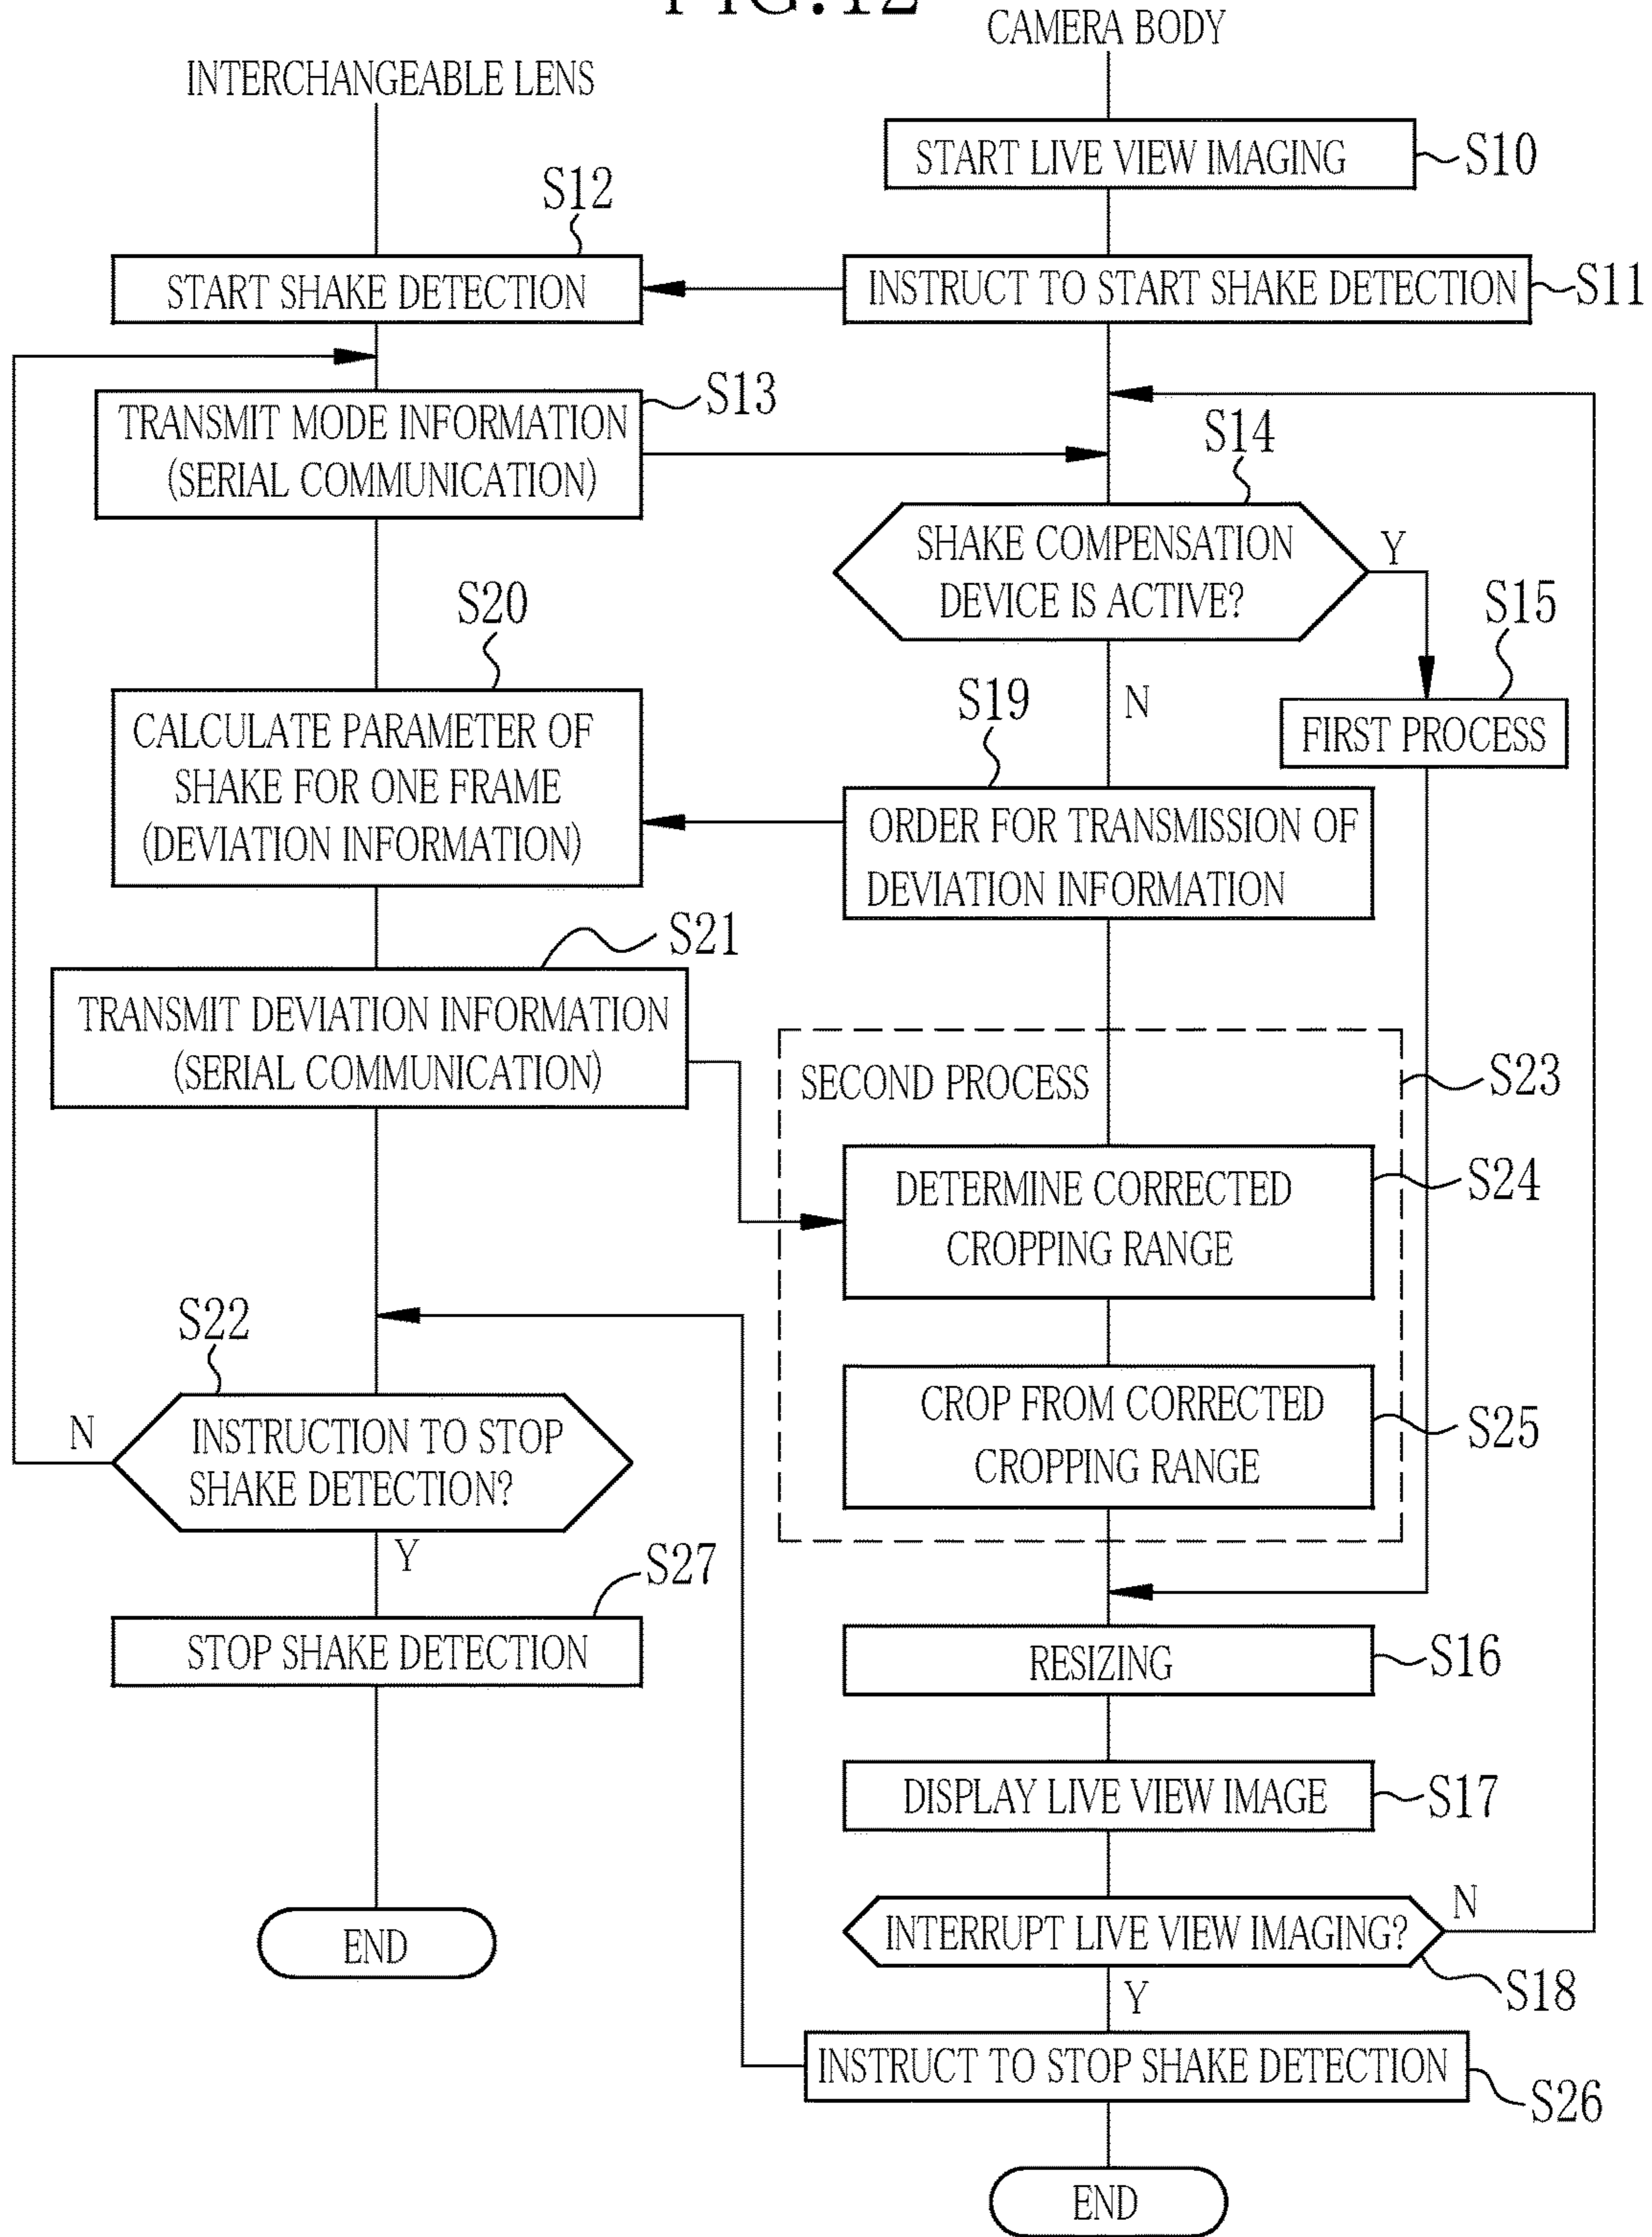 FIG.12
CAMERA BODY
INTERCHANGEABLE LENS
START LIVE VIEW IMAGING
S10
S12
START SHAKE DETECTION
INSTRUCT TO START SHAKE DETECTION
S11
S13
TRANSMIT MODE INFORMATION
(SERIAL COMMUNICATION)
S14
SHAKE COMPENSATION
DEVICE IS ACTIVE?
Y
N
S15
FIRST PROCESS
S20
CALCULATE PARAMETER OF
SHAKE FOR ONE FRAME
(DEVIATION INFORMATION)
S19
ORDER FOR TRANSMISSION OF
DEVIATION INFORMATION
S21
TRANSMIT DEVIATION INFORMATION
(SERIAL COMMUNICATION)
SECOND PROCESS
S23
DETERMINE CORRECTED
CROPPING RANGE
S24
S22
INSTRUCTION TO STOP
SHAKE DETECTION?
N
Y
CROP FROM CORRECTED
CROPPING RANGE
S25
S27
STOP SHAKE DETECTION
RESIZING
S16
DISPLAY LIVE VIEW IMAGE
S17
END
INTERRUPT LIVE VIEW IMAGING?
N
S18
Y
INSTRUCT TO STOP SHAKE DETECTION
S26
END